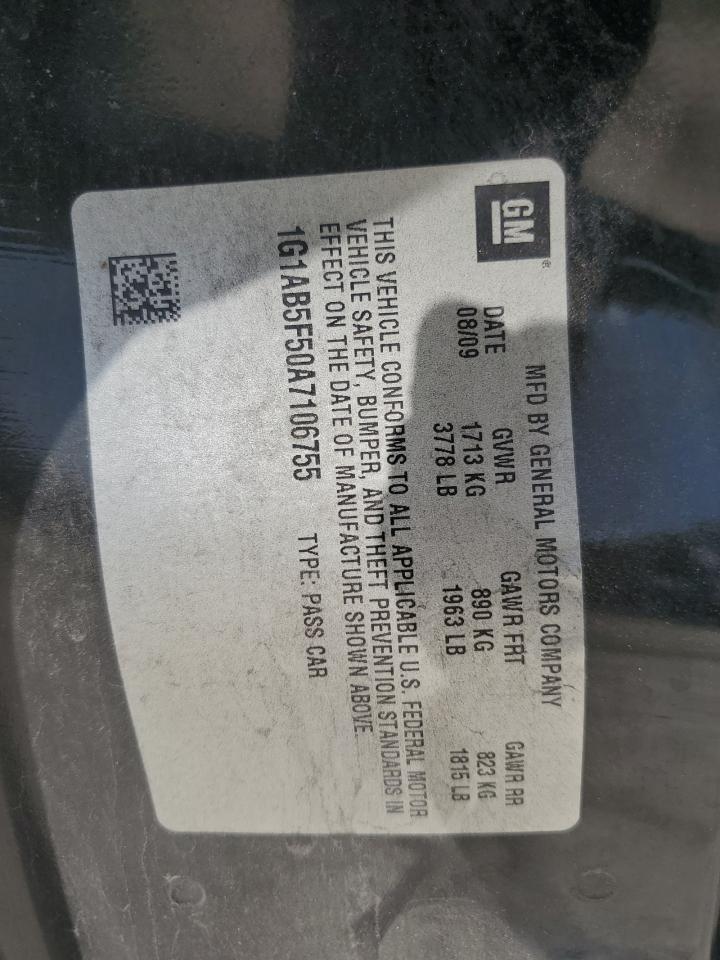 GM®
MFD BY GENERAL MOTORS COMPANY
DATE GVWR GAWR FRT GAWR RR
08/09 1713 KG 890 KG 823 KG
3778 LB 1963 LB 1815 LB
THIS VEHICLE CONFORMS TO ALL APPLICABLE U.S. FEDERAL MOTOR
VEHICLE SAFETY, BUMPER, AND THEFT PREVENTION STANDARDS IN
EFFECT ON THE DATE OF MANUFACTURE SHOWN ABOVE.
1G1AB5F50A7106755 TYPE: PASS CAR